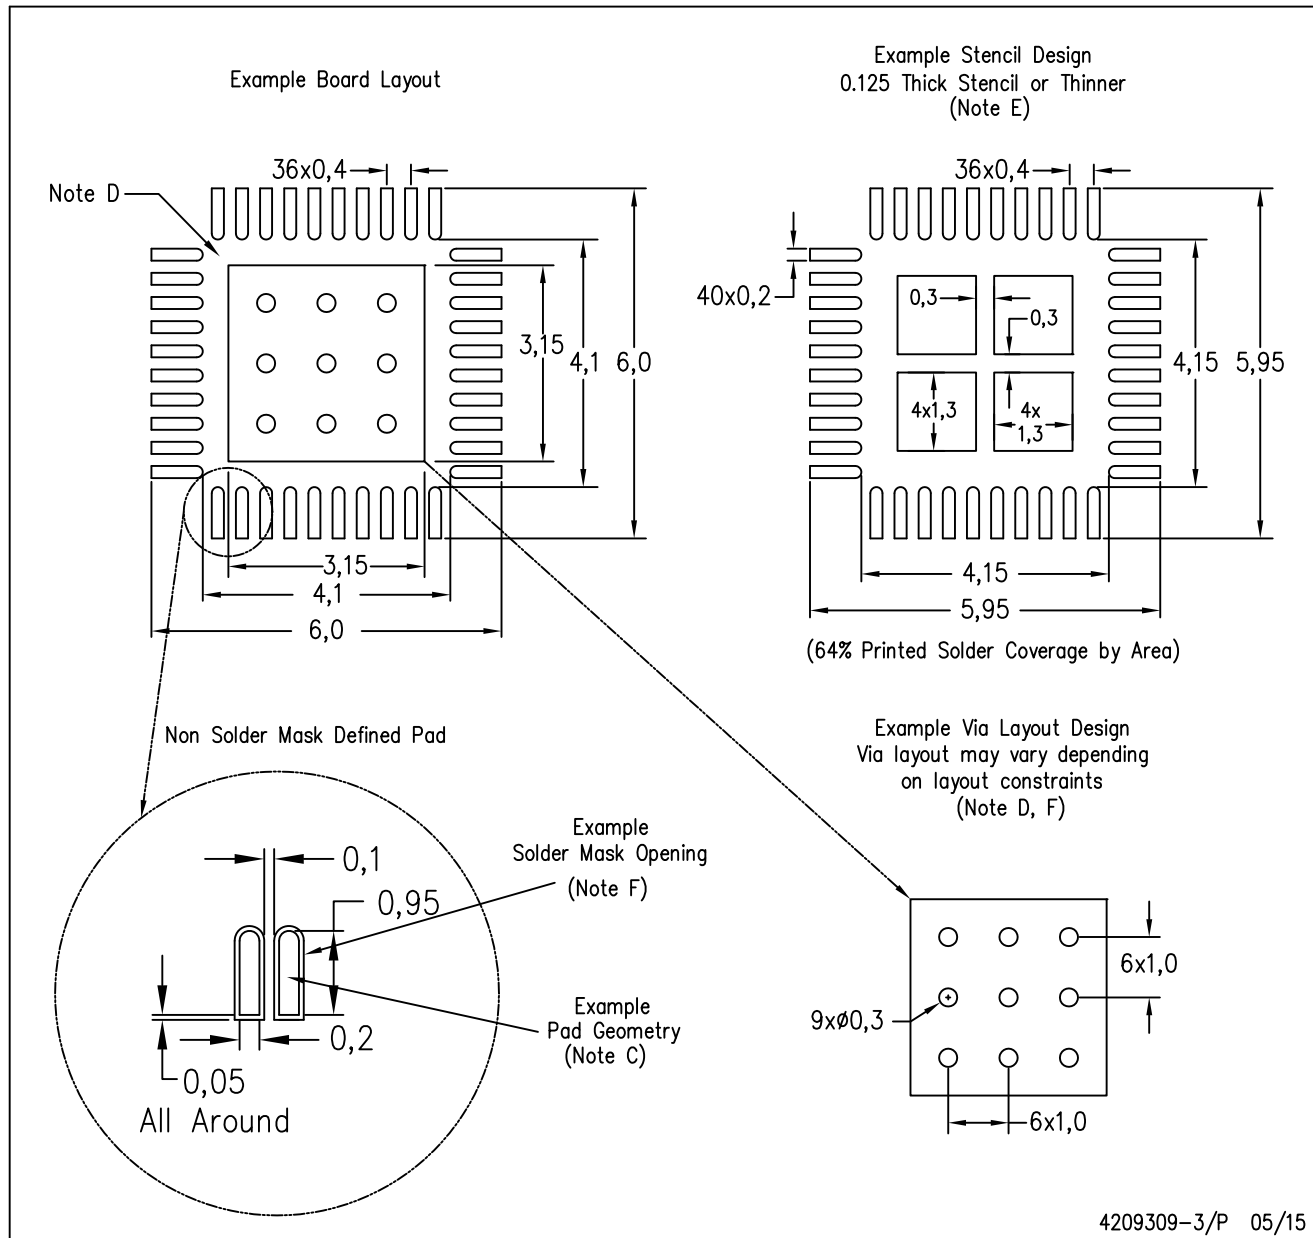 Example Board Layout
36x0,4
Note D
3,15
4,1
6,0
3,15
4,1
6,0
Example Stencil Design
0.125 Thick Stencil or Thinner
(Note E)
36x0,4
40x0,2
0,3
0,3
4x1,3
4x
1,3
4,15
5,95
4,15
5,95
(64% Printed Solder Coverage by Area)
Non Solder Mask Defined Pad
0,1
Example
Solder Mask Opening
(Note F)
0,95
Example
Pad Geometry
(Note C)
0,2
0,05
All Around
Example Via Layout Design
Via layout may vary depending
on layout constraints
(Note D, F)
6x1,0
9xø0,3
6x1,0
4209309-3/P 05/15